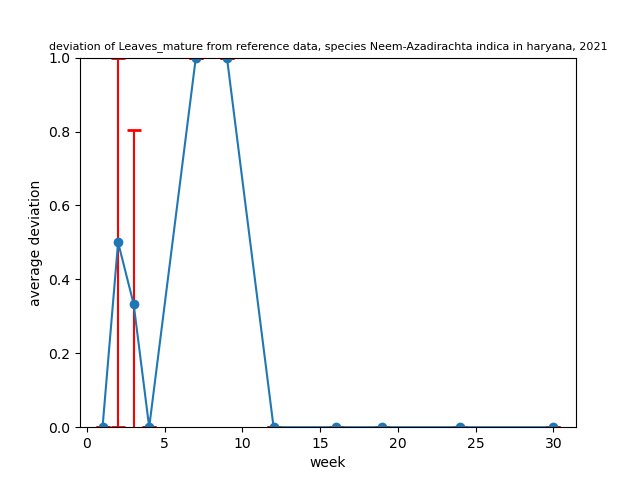 deviation of Leaves_mature from reference data, species Neem-Azadirachta indica in haryana, 2021
1.0
0.8
0.6
0.4
0.2
0.0
average deviation
0 5 10 15 20 25 30
week